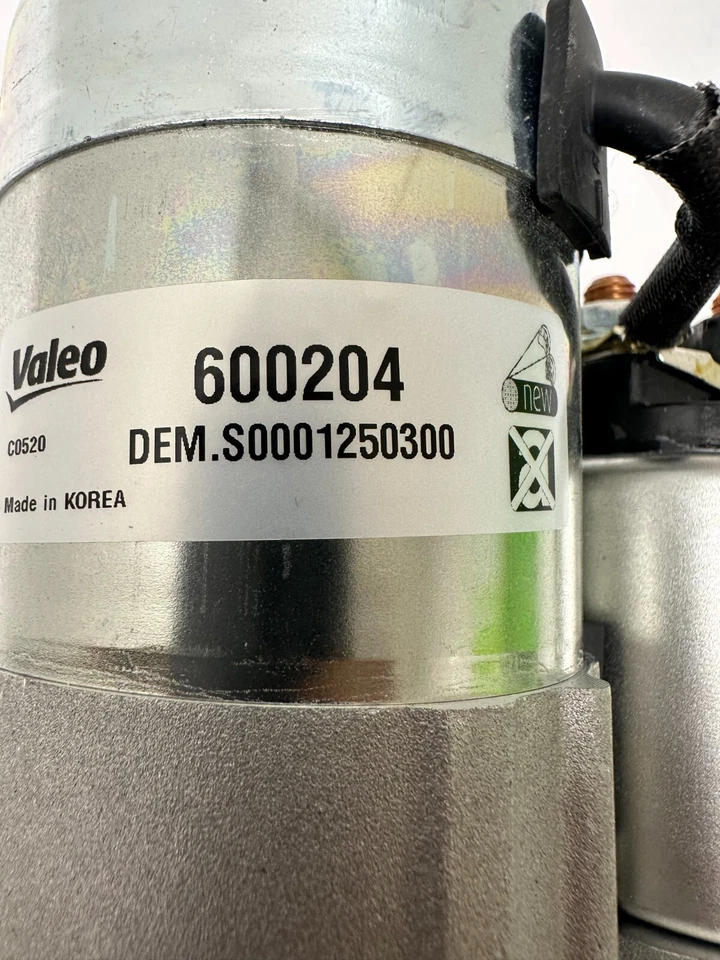 Valeo
600204
new
C0520
DEM.S0001250300
Made in KOREA